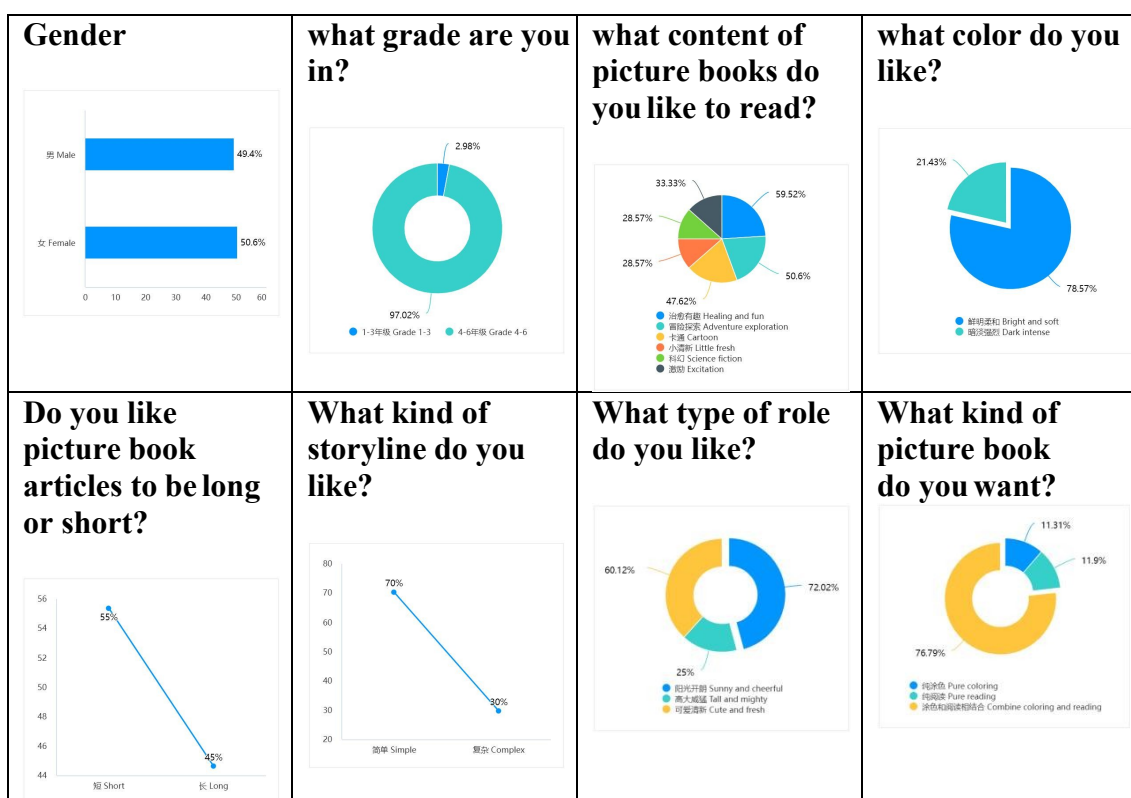 Gender
男 Male
49.4%
女 Female
50.6%
0 10 20 30 40 50 60
what grade are you
in?
2.98%
97.02%
1-3年级 Grade 1-3 4-6年级 Grade 4-6
what content of
picture books do
you like to read?
33.33%
59.52%
28.57%
28.57%
50.6%
47.62%
治愈有趣 Healing and fun
冒险探索 Adventure exploration
卡通 Cartoon
小清新 Little fresh
科幻 Science fiction
激励 Excitation
what color do you
like?
21.43%
78.57%
鲜明柔和 Bright and soft
暗淡强烈 Dark intense
Do you like
picture book
articles to be long
or short?
56
55%
54
52
50
48
46
45%
44
短 Short 长 Long
What kind of
storyline do you
like?
80
70%
70
60
50
40
30%
30
20
简单 Simple 复杂 Complex
What type of role
do you like?
60.12%
72.02%
25%
阳光开朗 Sunny and cheerful
高大威猛 Tall and mighty
可爱清新 Cute and fresh
What kind of
picture book
do you want?
11.31%
11.9%
76.79%
纯涂色 Pure coloring
纯阅读 Pure reading
涂色和阅读相结合 Combine coloring and reading